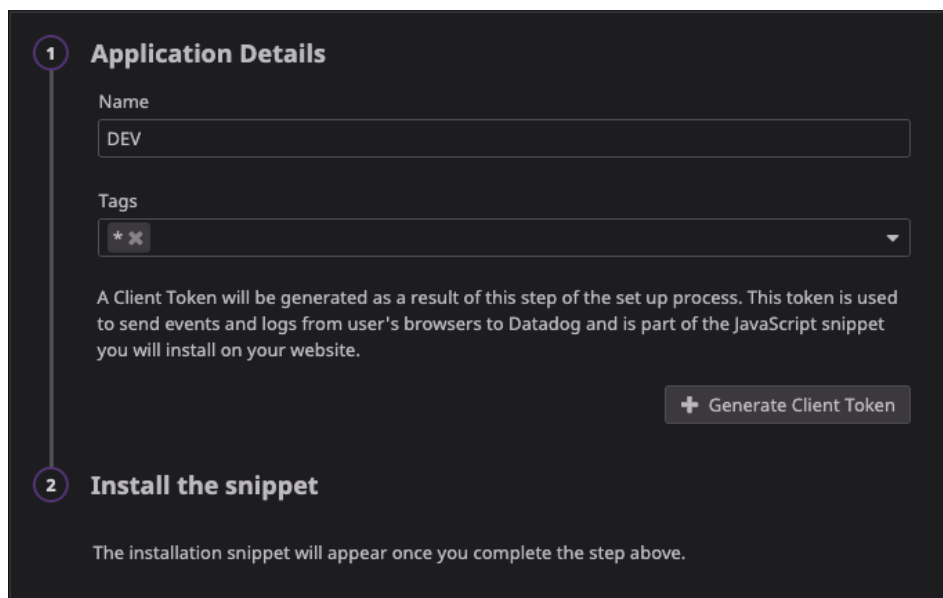 1 Application Details
Name
DEV
Tags
*
A Client Token will be generated as a result of this step of the set up process. This token is used
to send events and logs from user's browsers to Datadog and is part of the JavaScript snippet
you will install on your website.
Generate Client Token
2 Install the snippet
The installation snippet will appear once you complete the step above.